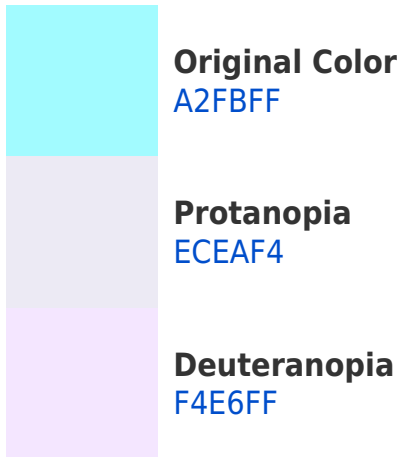 Original Color
A2FBFF
Protanopia
ECEAF4
Deuteranopia
F4E6FF